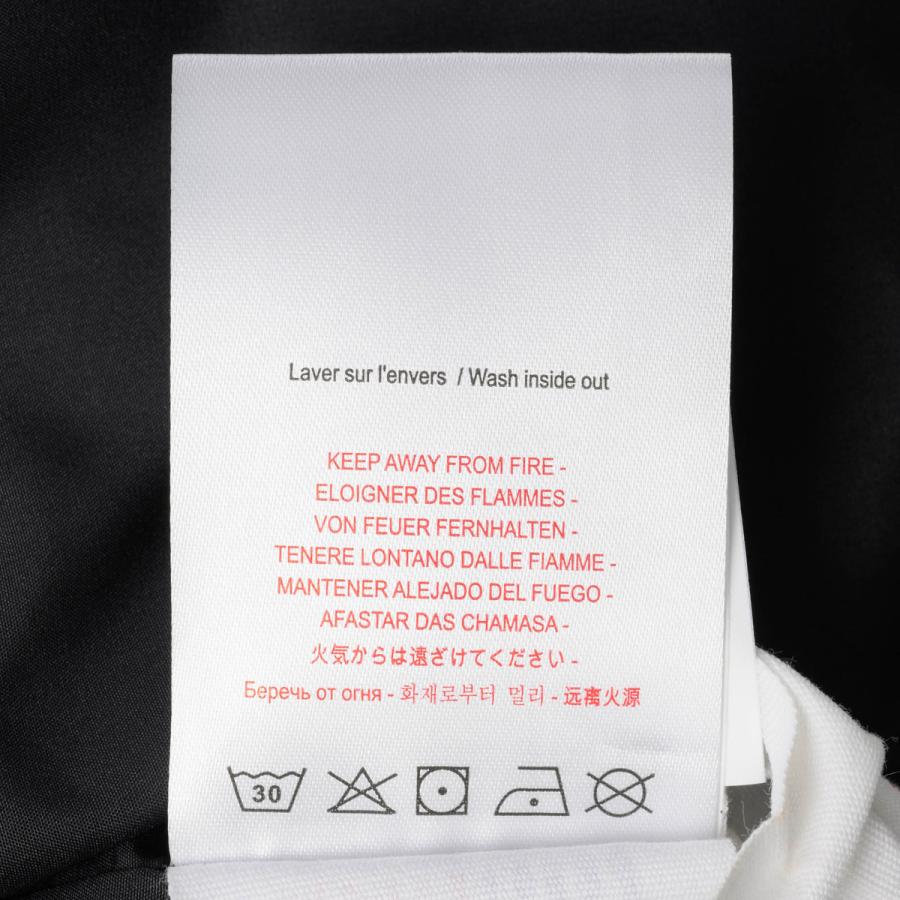 Laver sur l'envers / Wash inside out
KEEP AWAY FROM FIRE -
ELOIGNER DES FLAMMES -
VON FEUER FERNHALTEN -
TENERE LONTANO DALLE FIAMME -
MANTENER ALEJADO DEL FUEGO -
AFASTAR DAS CHAMASA -
火気からは遠ざけてください -
Беречь от огня - 화재로부터 멀리 - 远离火源
30